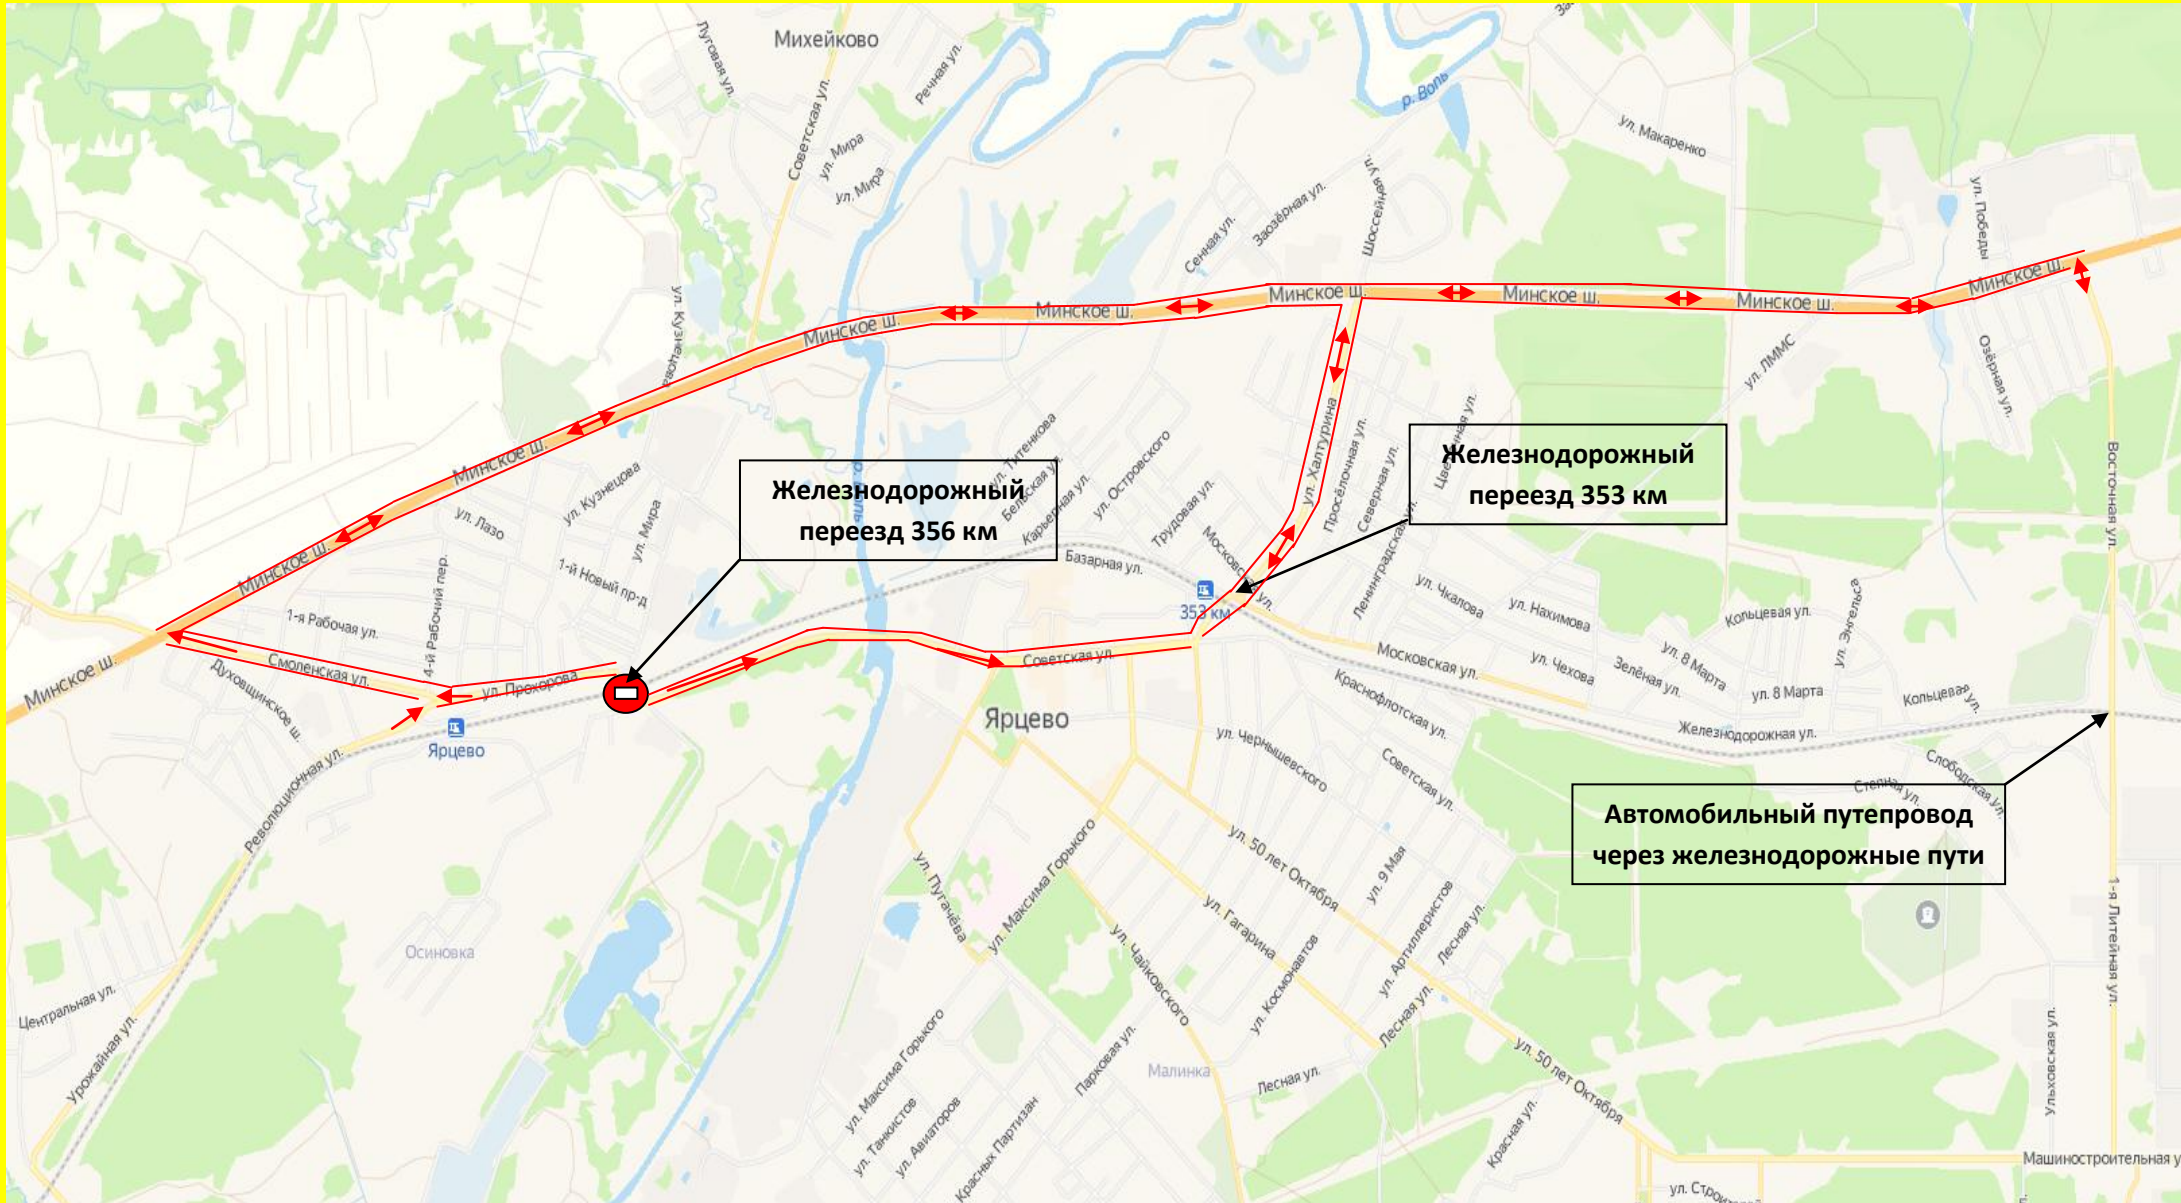 Михейково
Луговая ул.
Советская ул.
Речная ул.
ул. Мира
ул. Мира
р. Вопь
ул. Макаренко
ул. Победы
Сенная ул.
Заозёрная ул.
Шоссейная ул.
ул. Кузнецова
Минское ш.
Минское ш.
Минское ш.
Минское ш.
Минское ш.
Минское ш.
Озёрная ул.
ул. ЛММС
Минское ш.
ул. Кузнецова
ул. Лазо
ул. Мира
1-й Новый пр-д
4-й Рабочий пер.
1-я Рабочая ул.
Минское ш.
Минское ш.
Смоленская ул.
Духовщинское ш.
ул. Прохорова
Железнодорожный
переезд 356 км
ул. Титенкова
Бельская ул.
Карьерная ул.
ул. Островского
Трудовая ул.
Московская ул.
Базарная ул.
353 км
ул. Халтурина
Просёлочная ул.
Северная ул.
Ленинградская ул.
Цветочная ул.
Железнодорожный
переезд 353 км
Восточная ул.
ул. Чкалова
ул. Нахимова
ул. Чехова
Зелёная ул.
ул. 8 Марта
ул. 8 Марта
Кольцевая ул.
ул. Энгельса
Кольцевая ул.
Московская ул.
Советская ул.
Краснофлотская ул.
Железнодорожная ул.
Ярцево
Ярцево
Революционная ул.
ул. Чернышевского
Советская ул.
Слободская ул.
Степная ул.
Автомобильный путепровод
через железнодорожные пути
ул. Пугачёва
ул. Максима Горького
ул. 50 лет Октября
ул. 9 Мая
ул. Гагарина
ул. Чайковского
ул. Артиллеристов
Лесная ул.
ул. Космонавтов
Лесная ул.
1-я Литейная ул.
Осиновка
Центральная ул.
Урожайная ул.
ул. Максима Горького
ул. Танкистов
ул. Авиаторов
Красных Партизан
Парковая ул.
Малинка
Лесная ул.
ул. 50 лет Октября
Красная ул.
Ульховская ул.
Машиностроительная у